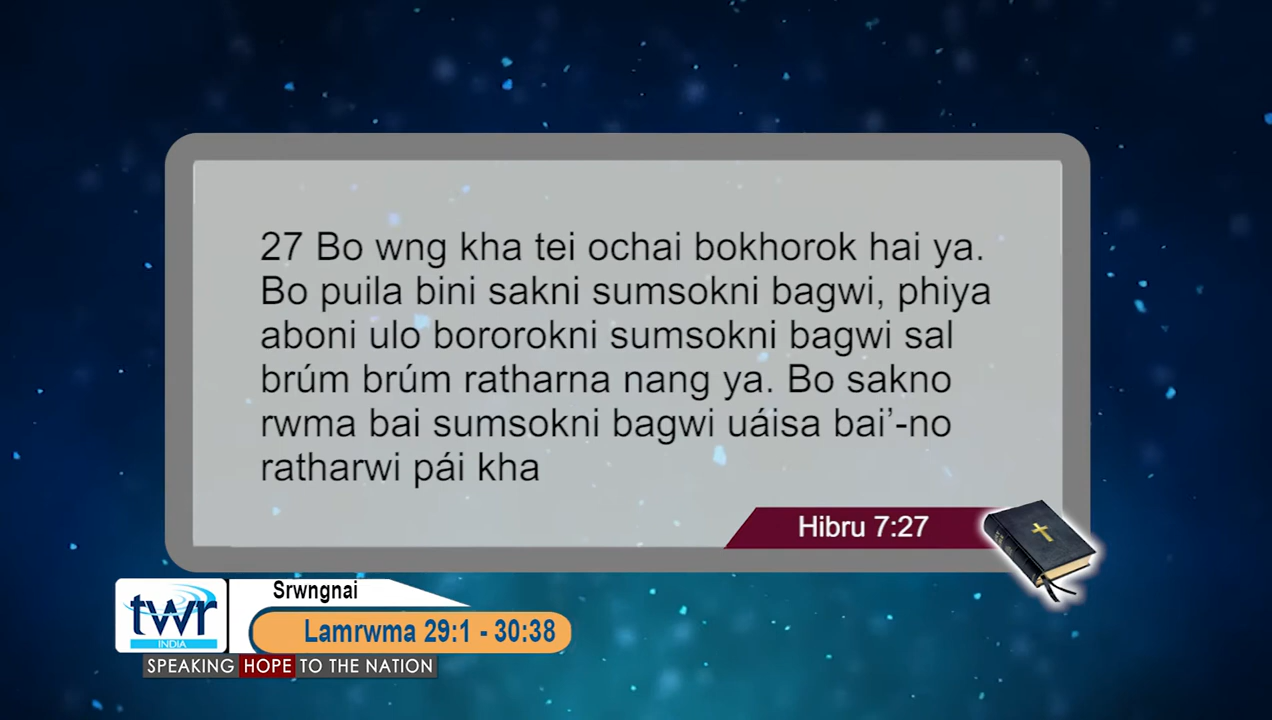 27 Bo wng kha tei ochai bokhorok hai ya.
Bo puila bini sakni sumsokni bagwi, phiya
aboni ulo bororokni sumsokni bagwi sal
brúm brúm ratharna nang ya. Bo sakno
rwma bai sumsokni bagwi uáisa bai’-no
ratharwi pái kha
Hibru 7:27
twr
INDIA
Srwngnai
Lamrwma 29:1 - 30:38
SPEAKING HOPE TO THE NATION